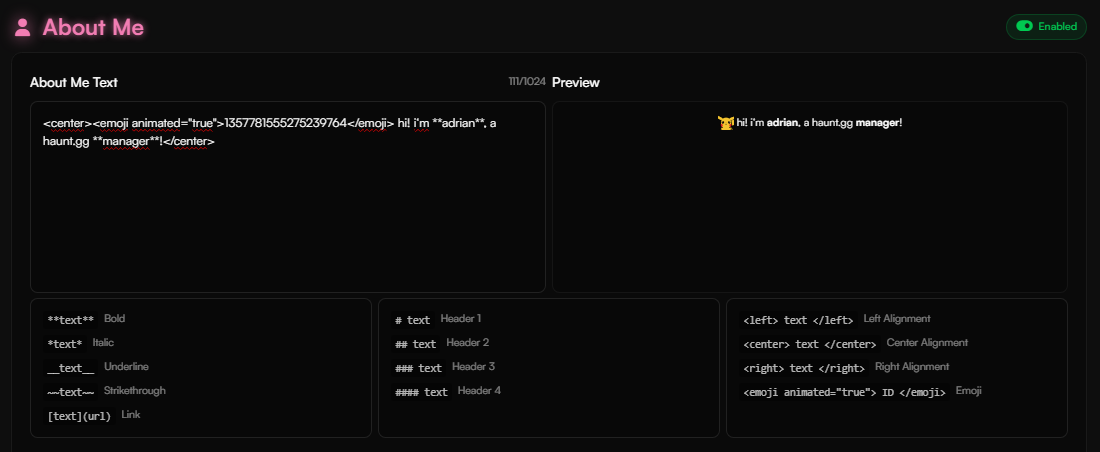 About Me
Enabled
About Me Text
111/1024
Preview
<center><emoji animated="true">1357781555275239764</emoji> hi! i'm **adrian**, a
haunt.gg **manager**!</center>
hi! i'm adrian, a haunt.gg manager!
**text** Bold
*text* Italic
__text__ Underline
~~text~~ Strikethrough
[text](url) Link
# text Header 1
## text Header 2
### text Header 3
#### text Header 4
<left> text </left> Left Alignment
<center> text </center> Center Alignment
<right> text </right> Right Alignment
<emoji animated="true"> ID </emoji> Emoji